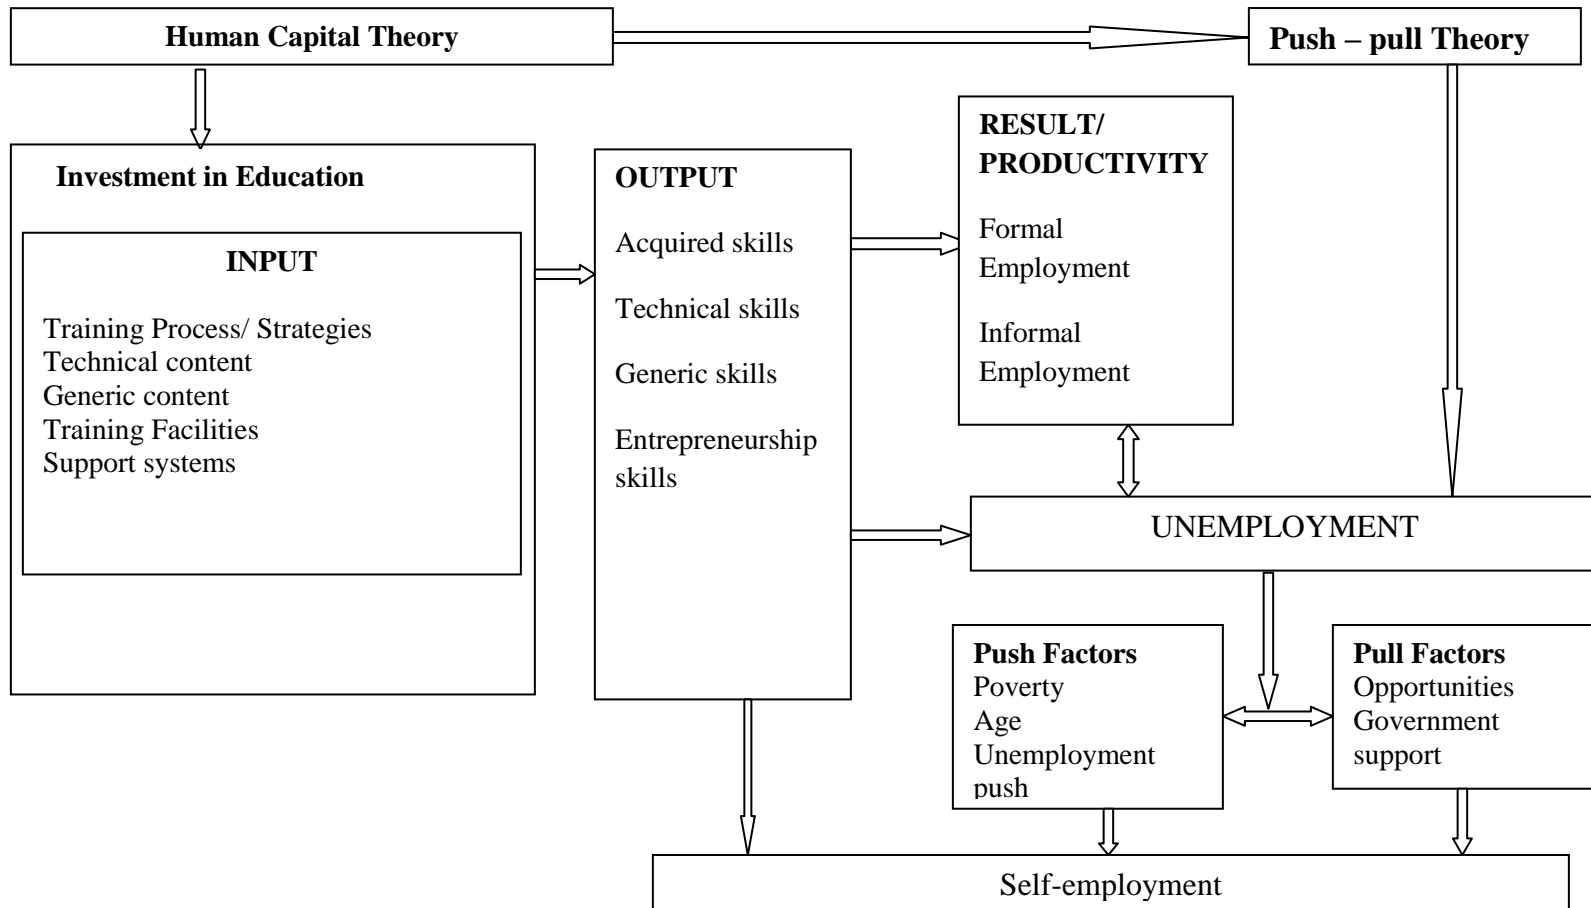 Human Capital Theory
Push – pull Theory
Investment in Education
INPUT
Training Process/ Strategies
Technical content
Generic content
Training Facilities
Support systems
OUTPUT
Acquired skills
Technical skills
Generic skills
Entrepreneurship
skills
RESULT/
PRODUCTIVITY
Formal
Employment
Informal
Employment
UNEMPLOYMENT
Push Factors
Poverty
Age
Unemployment
push
Pull Factors
Opportunities
Government
support
Self-employment